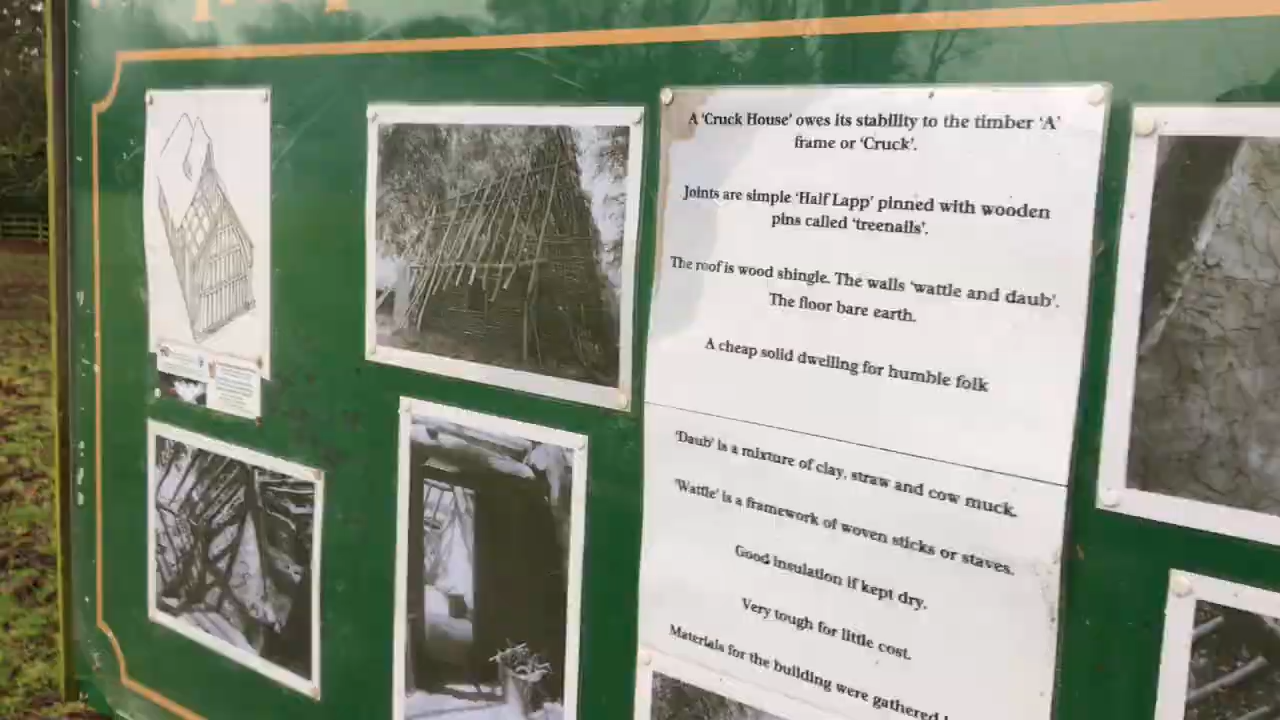 A 'Cruck House' owes its stability to the timber 'A'
frame or 'Cruck'.
Joints are simple 'Half Lapp' pinned with wooden
pins called 'treenails'.
The roof is wood shingle. The walls 'wattle and daub'.
The floor bare earth.
A cheap solid dwelling for humble folk
'Daub' is a mixture of clay, straw and cow muck.
'Wattle' is a framework of woven sticks or staves.
Good insulation if kept dry.
Very tough for little cost.
Materials for the building were gathered